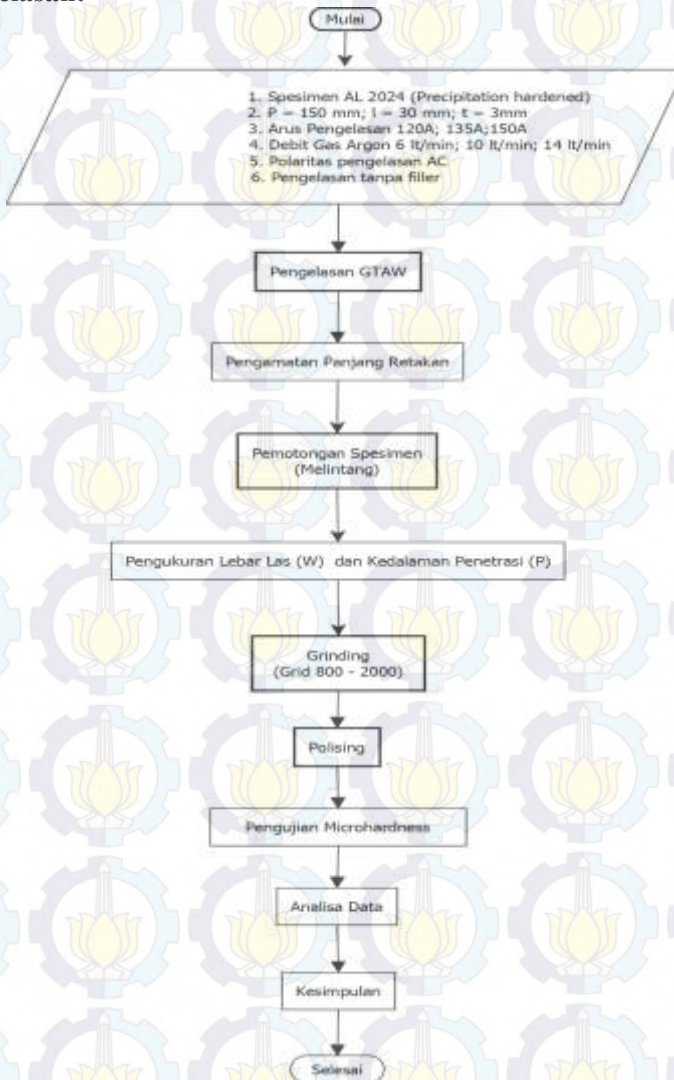 Mulai
1. Spesimen AL 2024 (Precipitation hardened)
2. P = 150 mm; l = 30 mm; t = 3mm
3. Arus Pengelasan 120A; 135A;150A
4. Debit Gas Argon 6 lt/min; 10 lt/min; 14 lt/min
5. Polaritas pengelasan AC
6. Pengelasan tanpa filler
Pengelasan GTAW
Pengamatan Panjang Retakan
Pemotongan Spesimen
(Melintang)
Pengukuran Lebar Las (W) dan Kedalaman Penetrasi (P)
Grinding
(Grid 800 - 2000)
Polising
Pengujian Microhardness
Analisa Data
Kesimpulan
Selesai